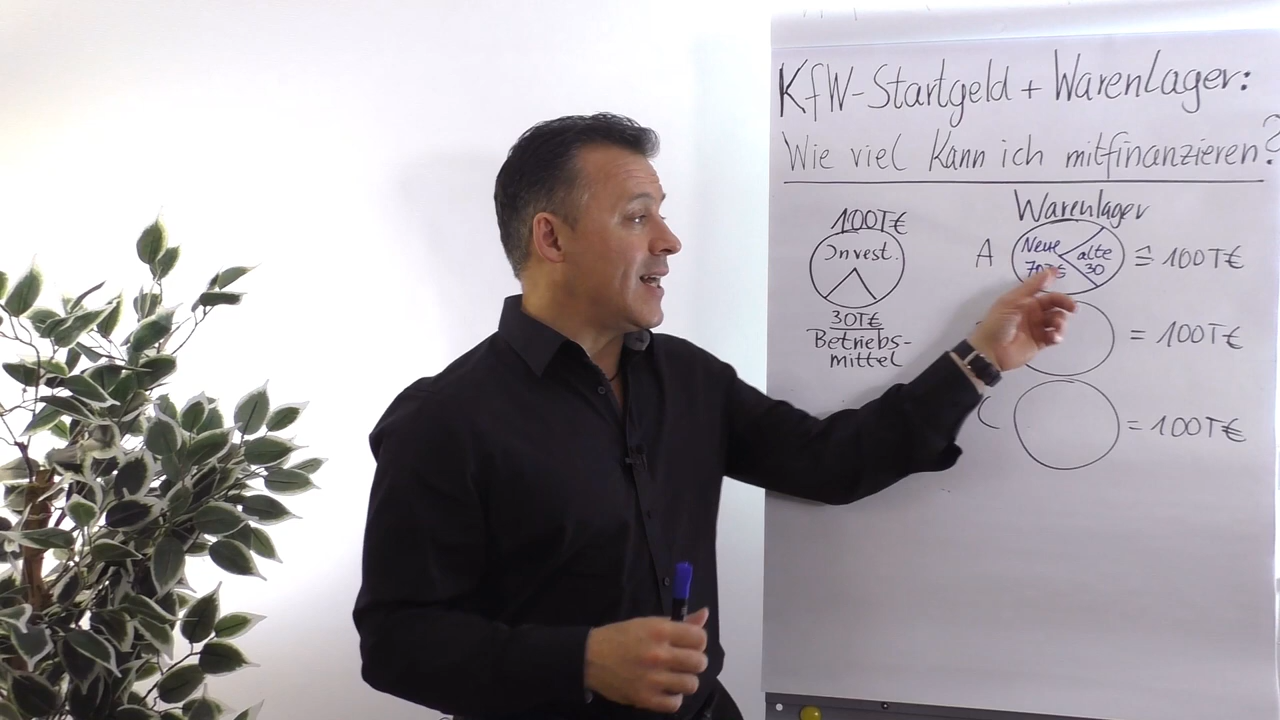 KfW-Startgeld + Warenlager:
Wie viel kann ich mitfinanzieren?
100T€
Invest.
30T€
Betriebs-
mittel
Warenlager
A
Neue
70T€
alte
30
≙ 100T€
= 100T€
C
= 100T€